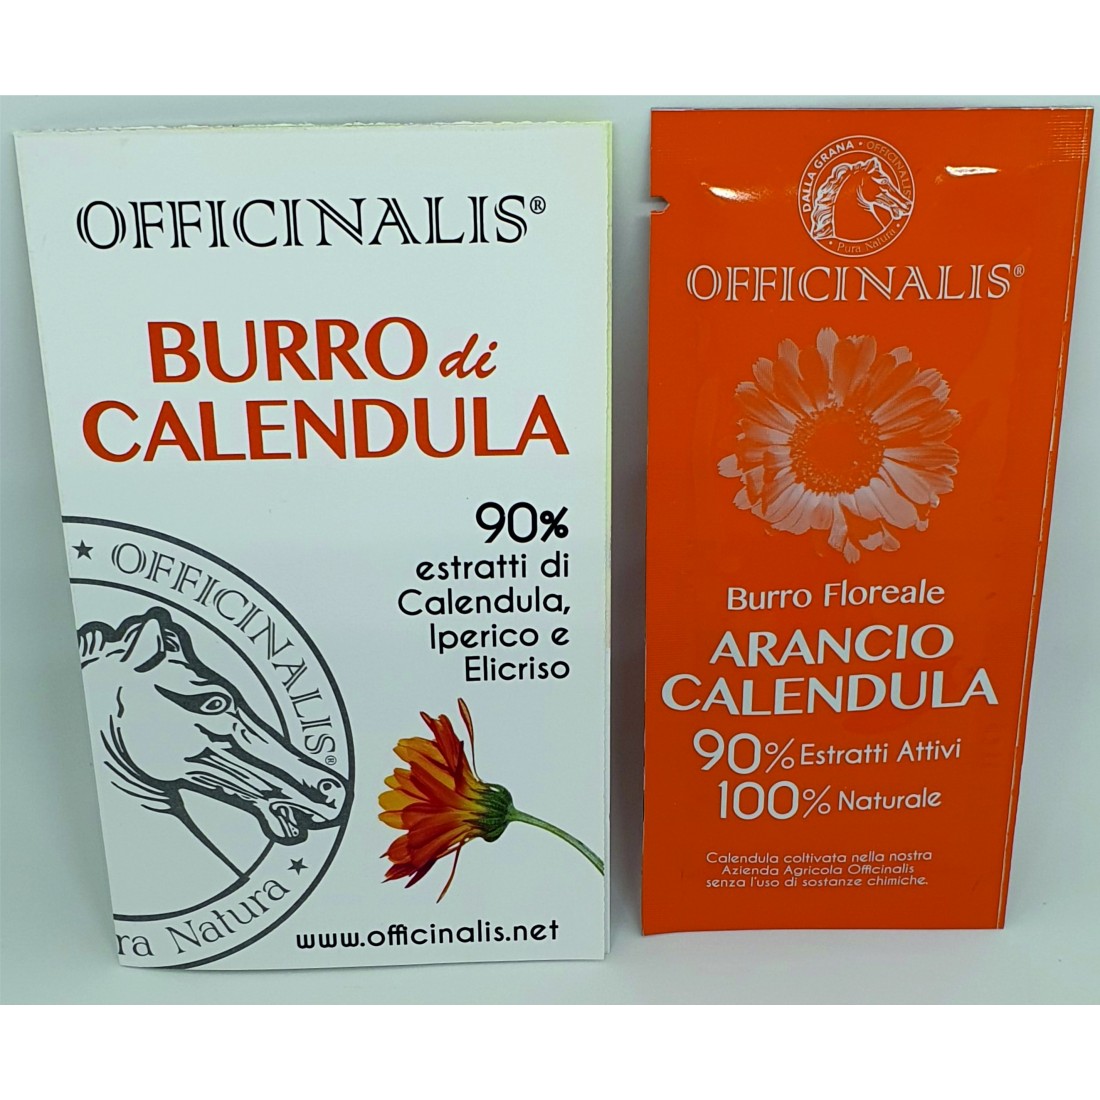 OFFICINALIS®
BURRO di
CALENDULA
90%
estratti di
Calendula,
Iperico e
Elicriso
★ OFFICINALIS® ★
ra Natura
www.officinalis.net
DALLA GRANA • OFFICINALIS
• Pura Natura •
OFFICINALIS®
Burro Floreale
ARANCIO
CALENDULA
90% Estratti Attivi
100% Naturale
Calendula coltivata nella nostra
Azienda Agricola Officinalis
senza l'uso di sostanze chimiche.